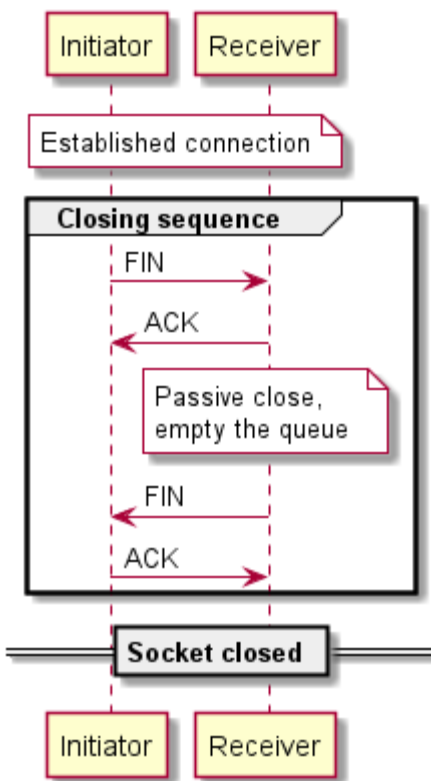 Initiator
Receiver
Established connection
Closing sequence
FIN
ACK
Passive close,
empty the queue
FIN
ACK
Socket closed
Initiator
Receiver